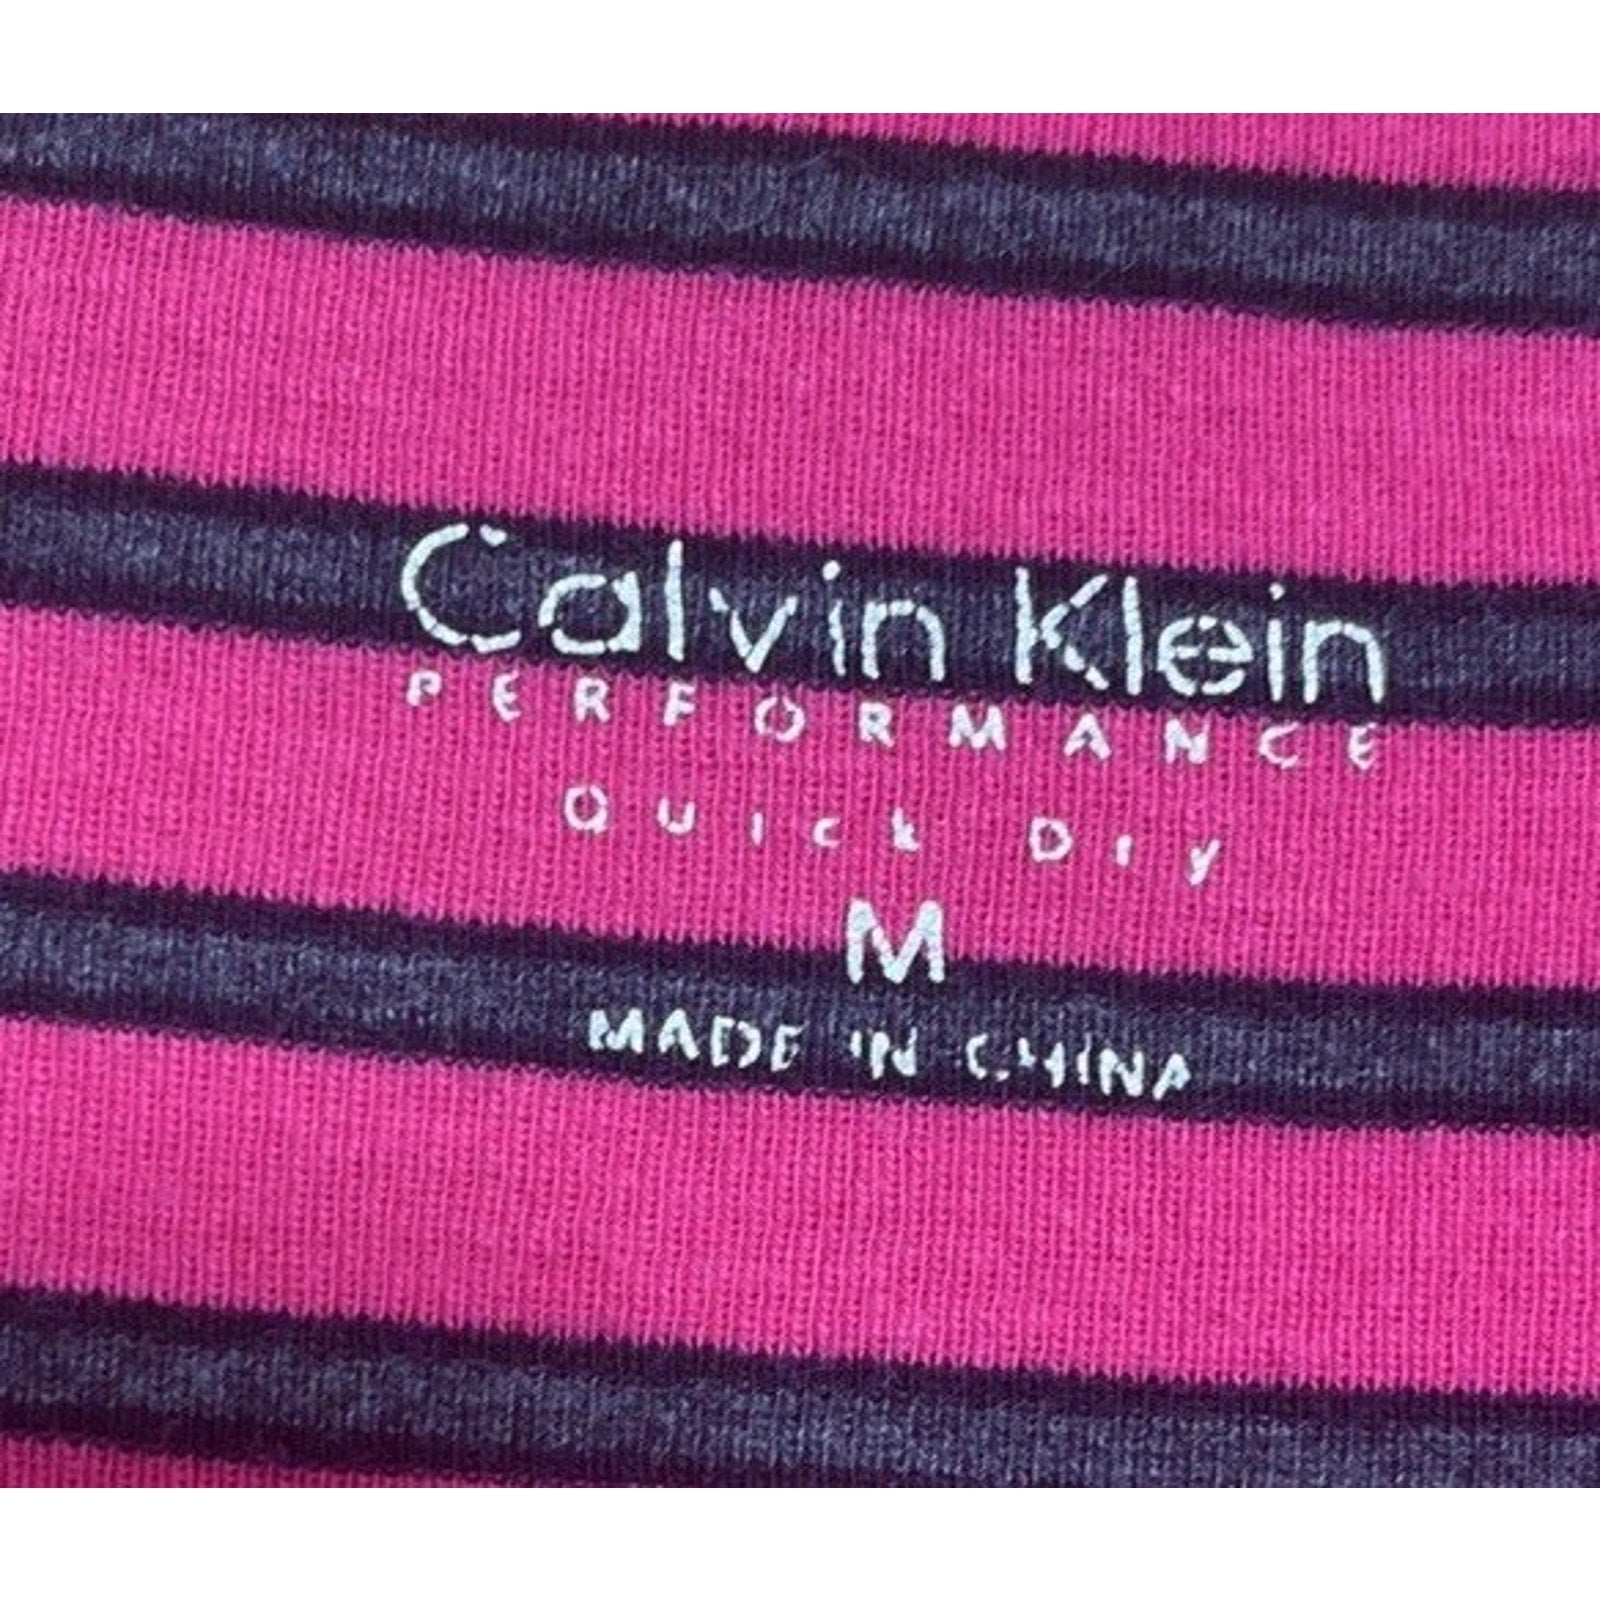 Calvin Klein
PERFORMANCE
Quick Dry
M
MADE IN CHINA